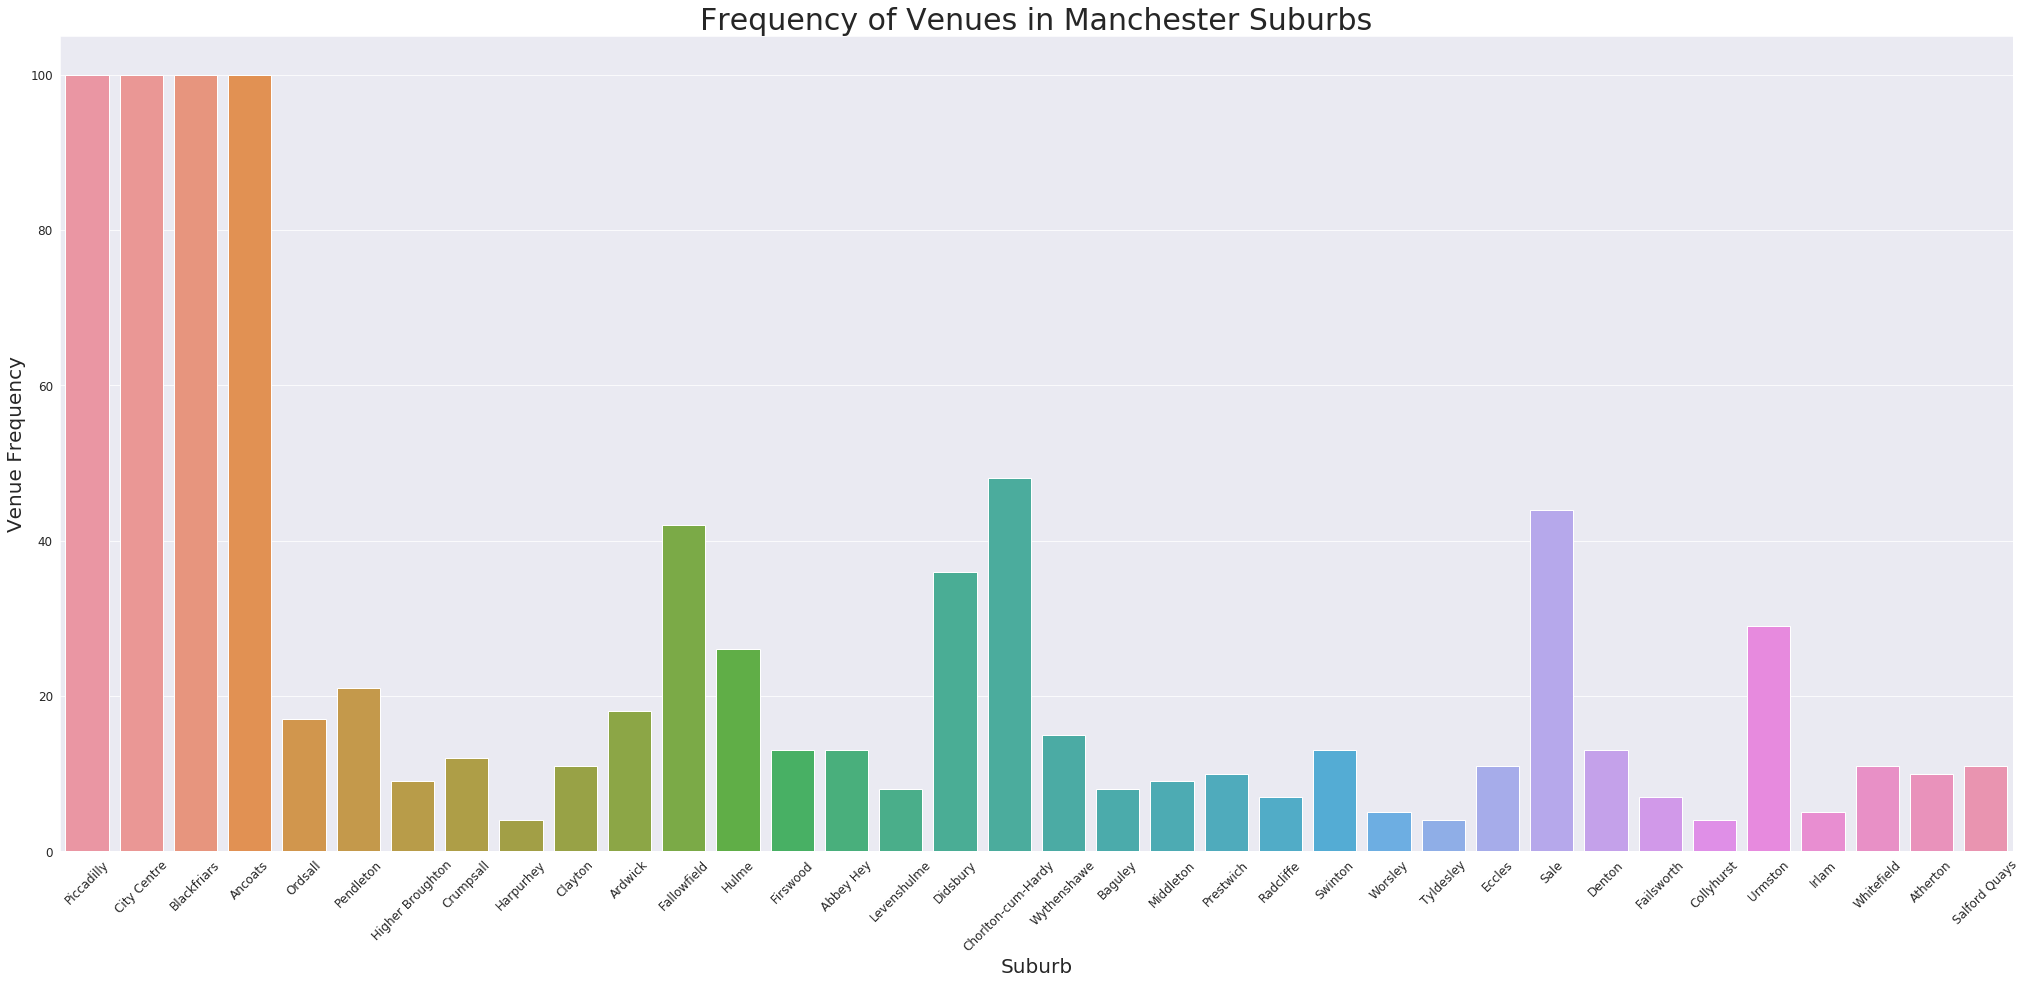 Frequency of Venues in Manchester Suburbs
Venue Frequency
100
80
60
40
20
0
Piccadilly
City Centre
Blackfriars
Ancoats
Ordsall
Pendleton
Higher Broughton
Crumpsall
Harpurhey
Clayton
Ardwick
Fallowfield
Hulme
Firswood
Abbey Hey
Levenshulme
Didsbury
Chorlton-cum-Hardy
Wythenshawe
Baguley
Middleton
Prestwich
Radcliffe
Swinton
Worsley
Tyldesley
Eccles
Sale
Denton
Failsworth
Collyhurst
Urmston
Irlam
Whitefield
Atherton
Salford Quays
Suburb